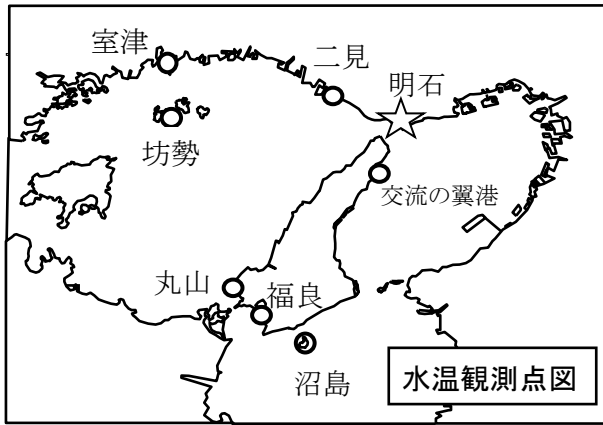 室津
二見
明石
坊勢
交流の翼港
丸山
福良
沼島
水温観測点図